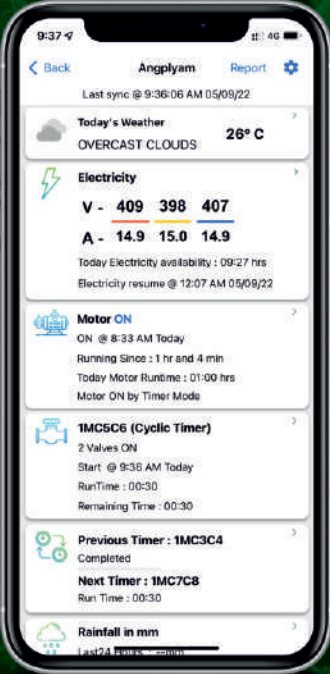 9:37 4G
Back Angplyam Report
Last sync @ 9:36:06 AM 05/09/22
Today's Weather
OVERCAST CLOUDS 26° C
Electricity
V - 409 398 407
A - 14.9 15.0 14.9
Today Electricity availability : 09:27 hrs
Electricity resume @ 12:07 AM 05/09/22
Motor ON
ON @ 8:33 AM Today
Running Since : 1 hr and 4 min
Today Motor Runtime : 01:00 hrs
Motor ON by Timer Mode
1MC5C6 (Cyclic Timer)
2 Valves ON
Start @ 9:36 AM Today
RunTime : 00:30
Remaining Time : 00:30
Previous Timer : 1MC3C4
Completed
Next Timer : 1MC7C8
Run Time : 00:30
Rainfall in mm
Last24 Hours : --mm